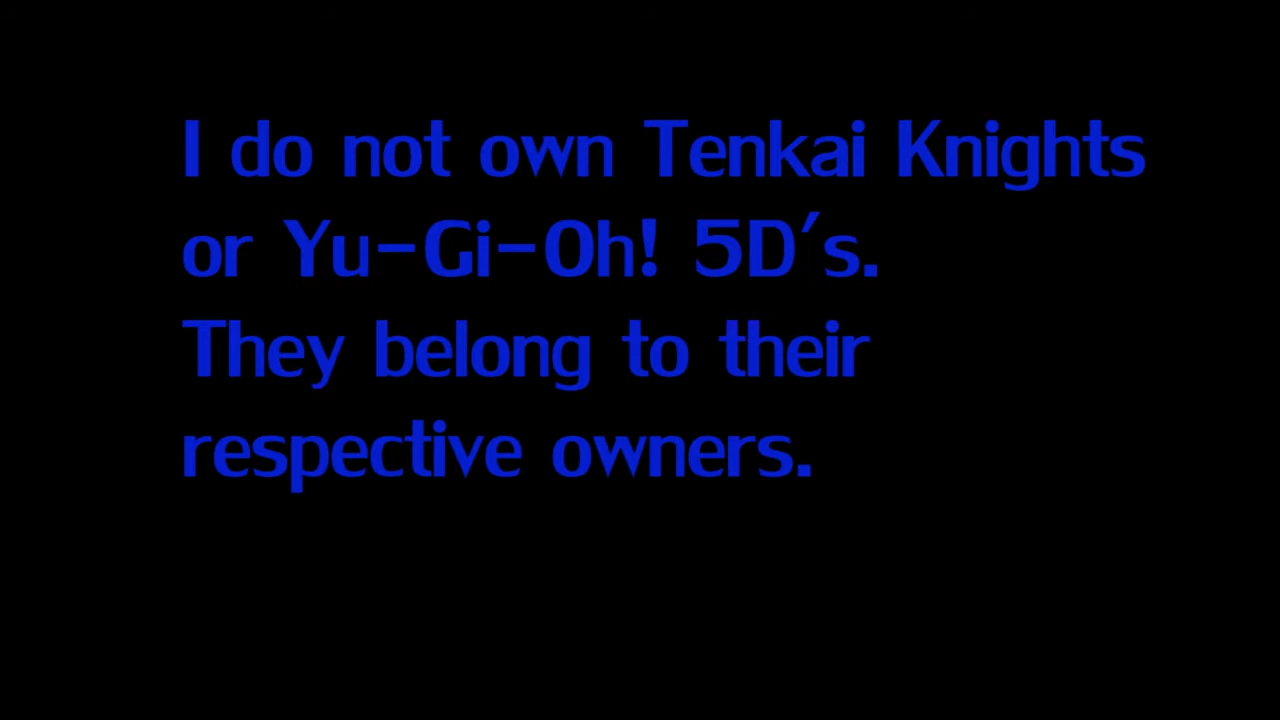 I do not own Tenkai Knights
or Yu-Gi-Oh! 5D's.
They belong to their
respective owners.